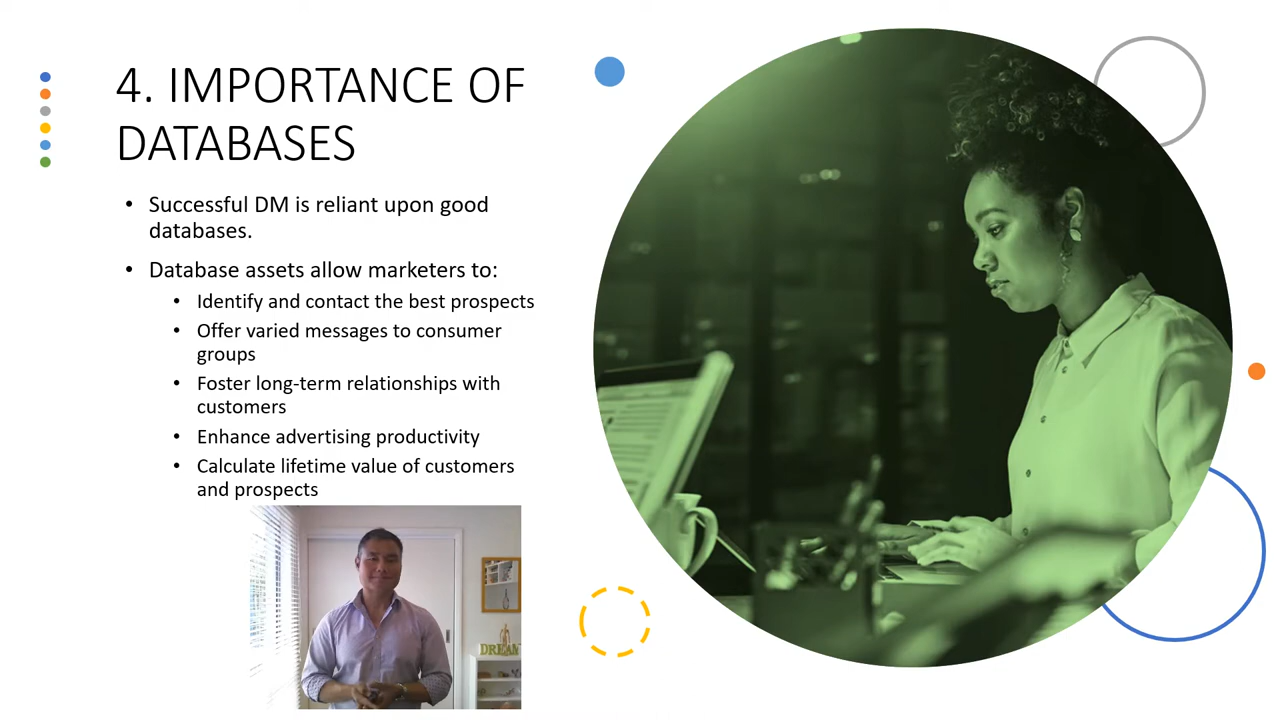 4. IMPORTANCE OF
DATABASES
• Successful DM is reliant upon good
databases.
• Database assets allow marketers to:
• Identify and contact the best prospects
• Offer varied messages to consumer
groups
• Foster long-term relationships with
customers
• Enhance advertising productivity
• Calculate lifetime value of customers
and prospects
DREAM